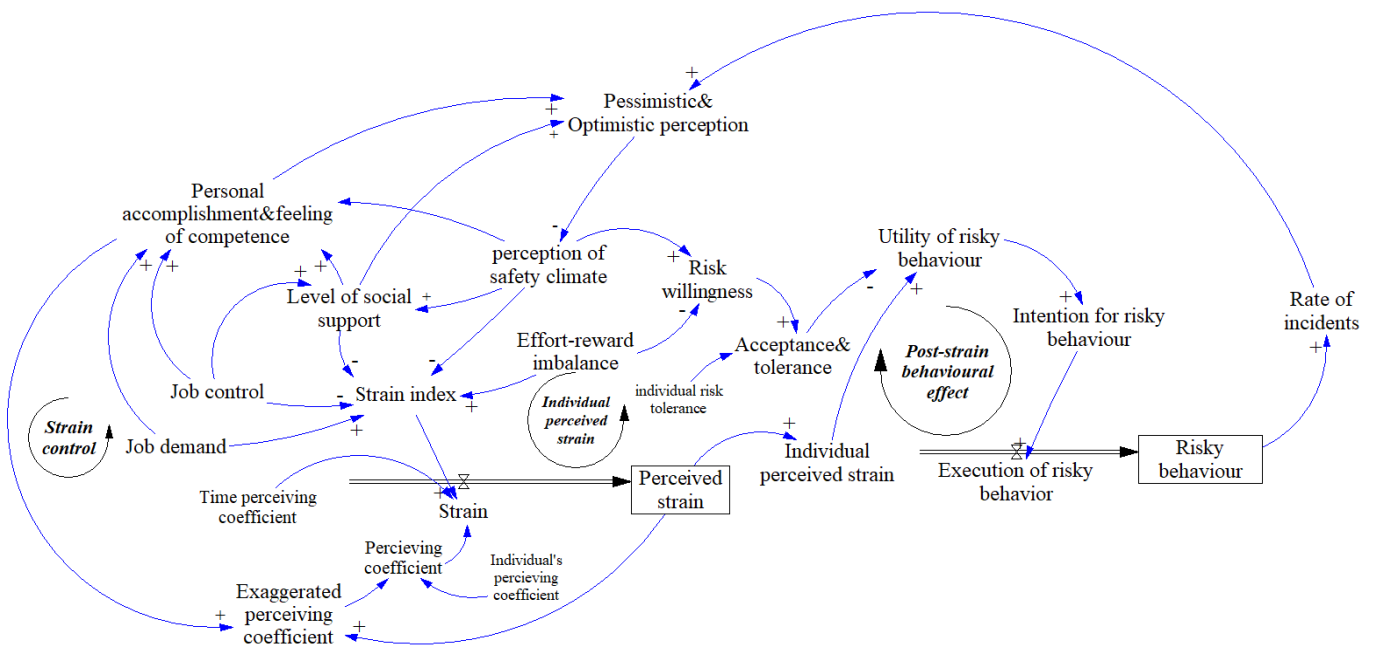 +
Pessimistic&
Optimistic perception
+
+
Personal
accomplishment&feeling
of competence
+
+
-
perception of
safety climate
Utility of risky
behaviour
+
-
+
+
Level of social
support
+
+
Risk
willingness
-
+
Intention for risky
behaviour
Rate of
incidents
+
Effort-reward
imbalance
+
Acceptance&
tolerance
Post-strain
behavioural
effect
-
-
Job control
-
Strain index
+
+
individual risk
tolerance
Individual
perceived
strain
Strain
control
Job demand
+
Individual
perceived strain
+
Execution of risky
behavior
Risky
behaviour
Time perceiving
coefficient
+
Strain
Perceived
strain
Percieving
coefficient
Individual's
percieving
coefficient
+
Exaggerated
perceiving
coefficient
+